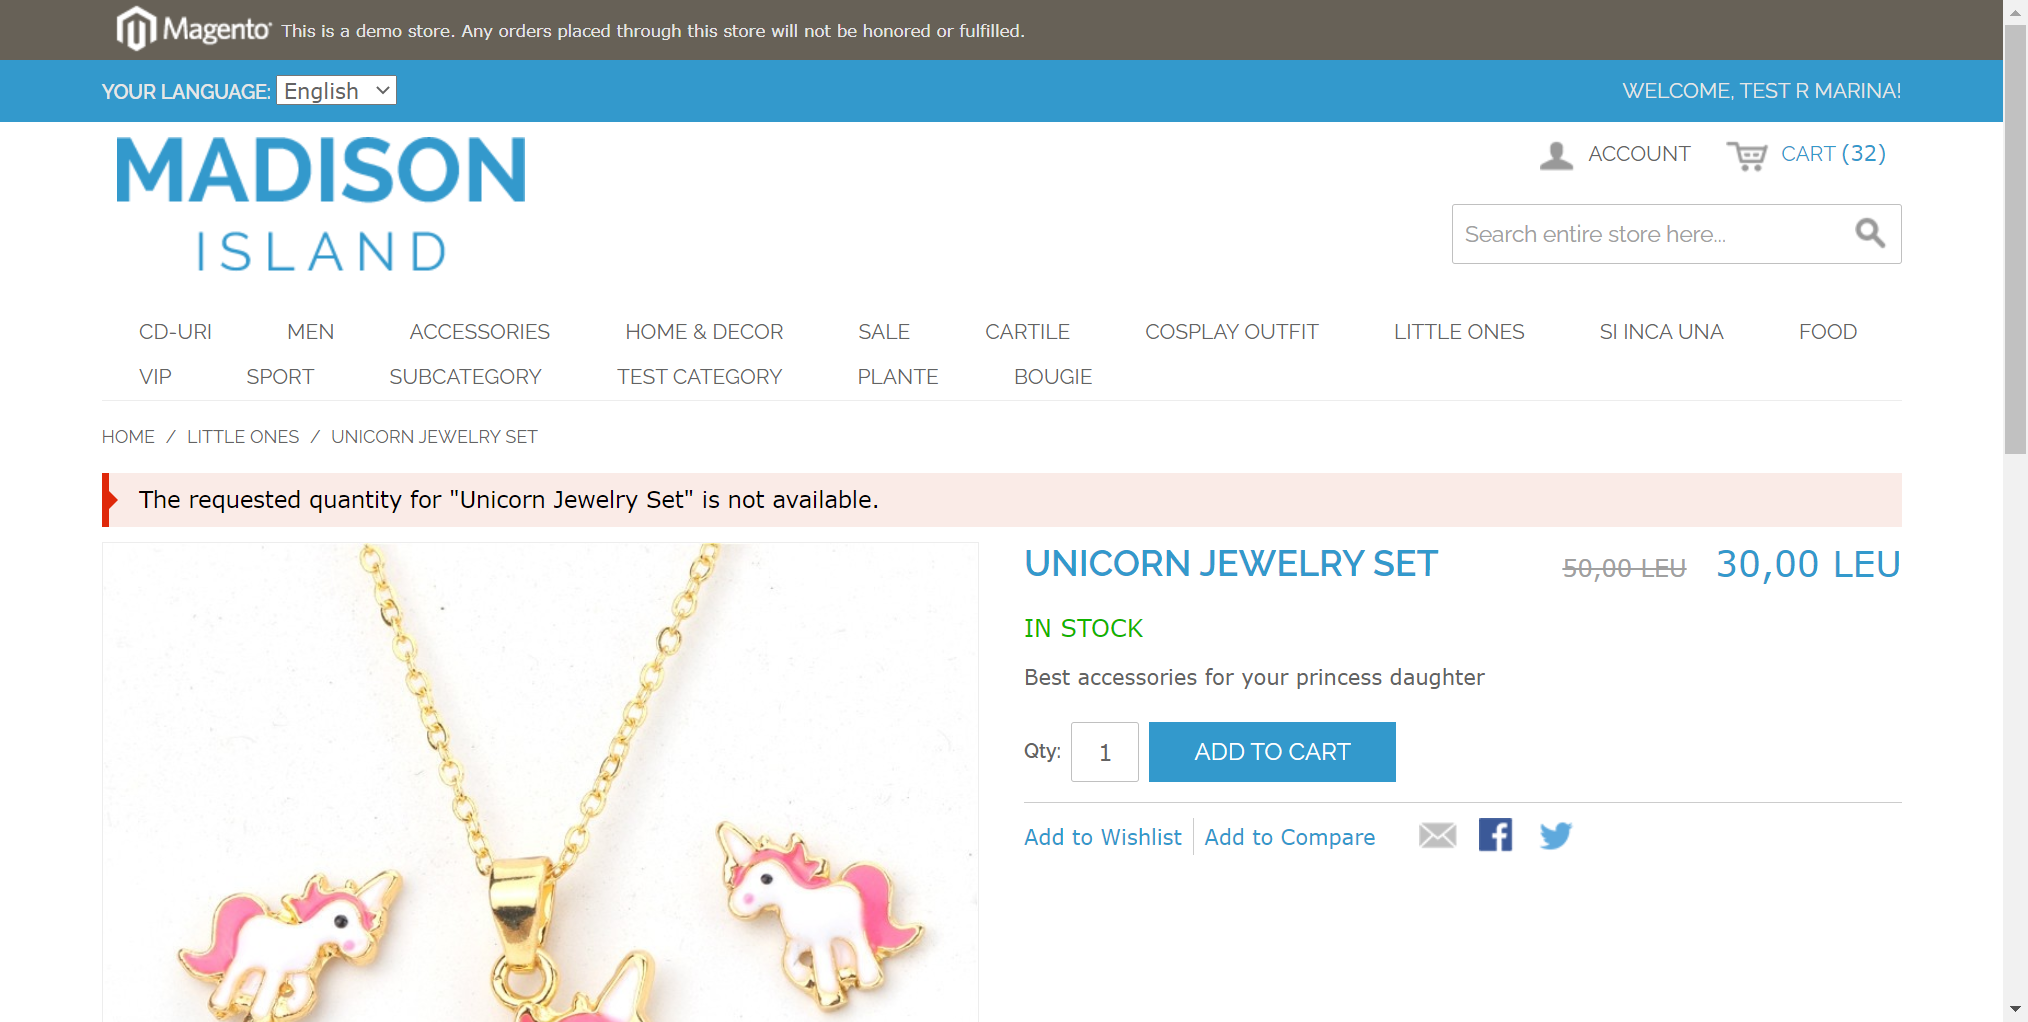 Magento This is a demo store. Any orders placed through this store will not be honored or fulfilled.
YOUR LANGUAGE: English WELCOME, TEST R MARINA!
MADISON
ISLAND
ACCOUNT CART (32)
Search entire store here...
CD-URI MEN ACCESSORIES HOME & DECOR SALE CARTILE COSPLAY OUTFIT LITTLE ONES SI INCA UNA FOOD
VIP SPORT SUBCATEGORY TEST CATEGORY PLANTE BOUGIE
HOME / LITTLE ONES / UNICORN JEWELRY SET
The requested quantity for "Unicorn Jewelry Set" is not available.
UNICORN JEWELRY SET 50,00 LEU 30,00 LEU
IN STOCK
Best accessories for your princess daughter
Qty: 1 ADD TO CART
Add to Wishlist Add to Compare